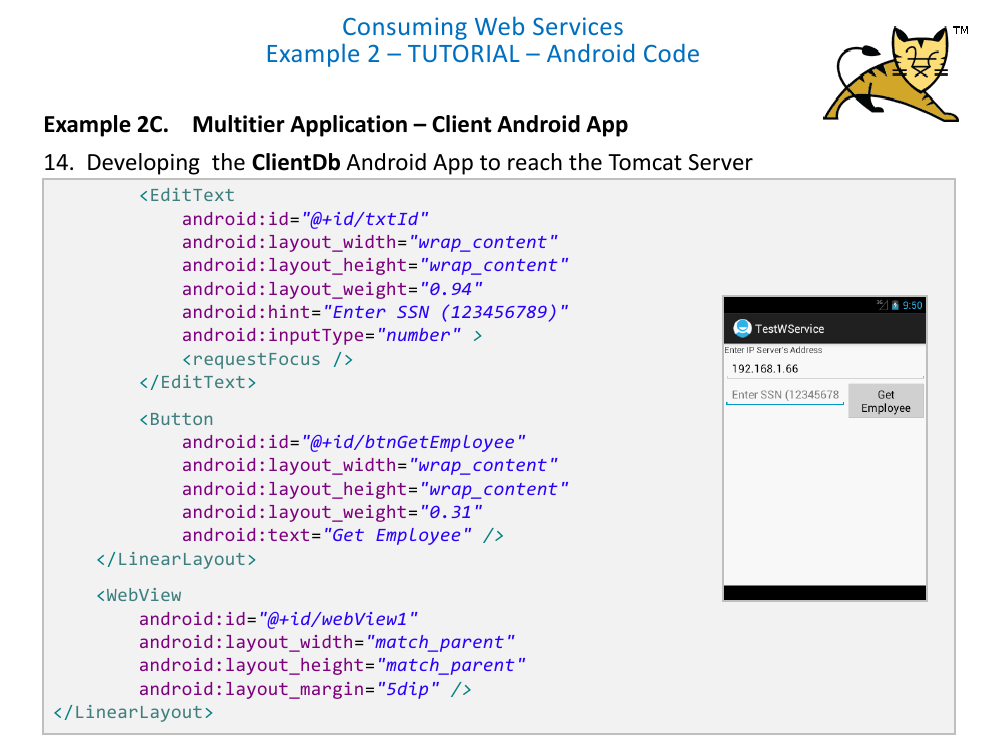 Consuming Web Services
Example 2 – TUTORIAL – Android Code
TM
Example 2C. Multitier Application – Client Android App
14. Developing the ClientDb Android App to reach the Tomcat Server
<EditText
android:id="@+id/txtId"
android:layout_width="wrap_content"
android:layout_height="wrap_content"
android:layout_weight="0.94"
android:hint="Enter SSN (123456789)"
android:inputType="number" >
<requestFocus />
</EditText>
<Button
android:id="@+id/btnGetEmployee"
android:layout_width="wrap_content"
android:layout_height="wrap_content"
android:layout_weight="0.31"
android:text="Get Employee" />
</LinearLayout>
<WebView
android:id="@+id/webView1"
android:layout_width="match_parent"
android:layout_height="match_parent"
android:layout_margin="5dip" />
</LinearLayout>
3G 9:50
TestWService
Enter IP Server's Address
192.168.1.66
Enter SSN (12345678
Get
Employee